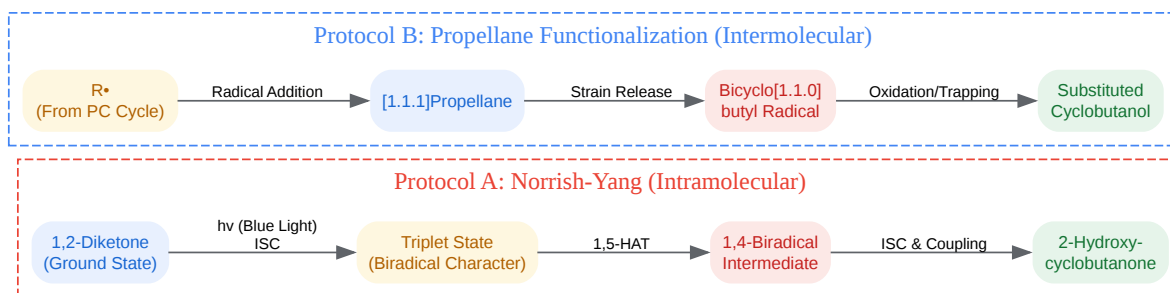 Protocol B: Propellane Functionalization (Intermolecular)
R•
(From PC Cycle)
Radical Addition
[1.1.1]Propellane
Strain Release
Bicyclo[1.1.0]
butyl Radical
Oxidation/Trapping
Substituted
Cyclobutanol
Protocol A: Norrish-Yang (Intramolecular)
1,2-Diketone
(Ground State)
hv (Blue Light)
ISC
Triplet State
(Biradical Character)
1,5-HAT
1,4-Biradical
Intermediate
ISC & Coupling
2-Hydroxy-
cyclobutanone